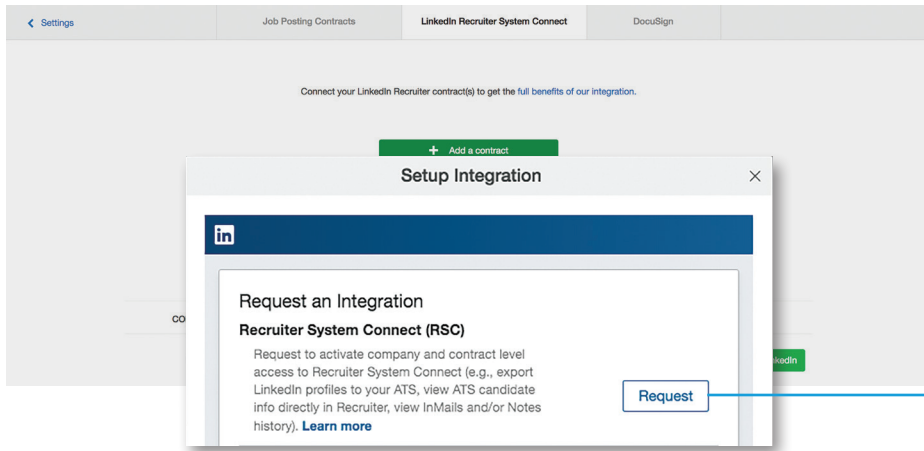 Settings
Job Posting Contracts
LinkedIn Recruiter System Connect
DocuSign
Connect your LinkedIn Recruiter contract(s) to get the full benefits of our integration.
+ Add a contract
Setup Integration
in
Request an Integration
Recruiter System Connect (RSC)
Request to activate company and contract level
access to Recruiter System Connect (e.g., export
LinkedIn profiles to your ATS, view ATS candidate
info directly in Recruiter, view InMails and/or Notes
history). Learn more
Request
CO
kedIn